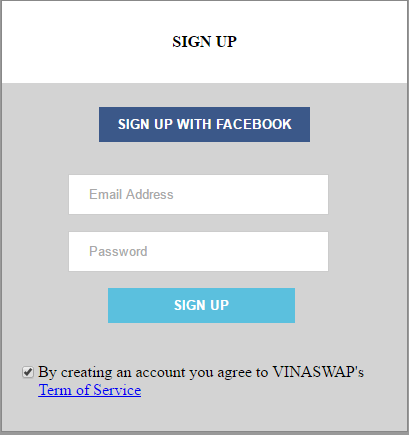 SIGN UP
SIGN UP WITH FACEBOOK
Email Address
Password
SIGN UP
By creating an account you agree to VINASWAP's
Term of Service